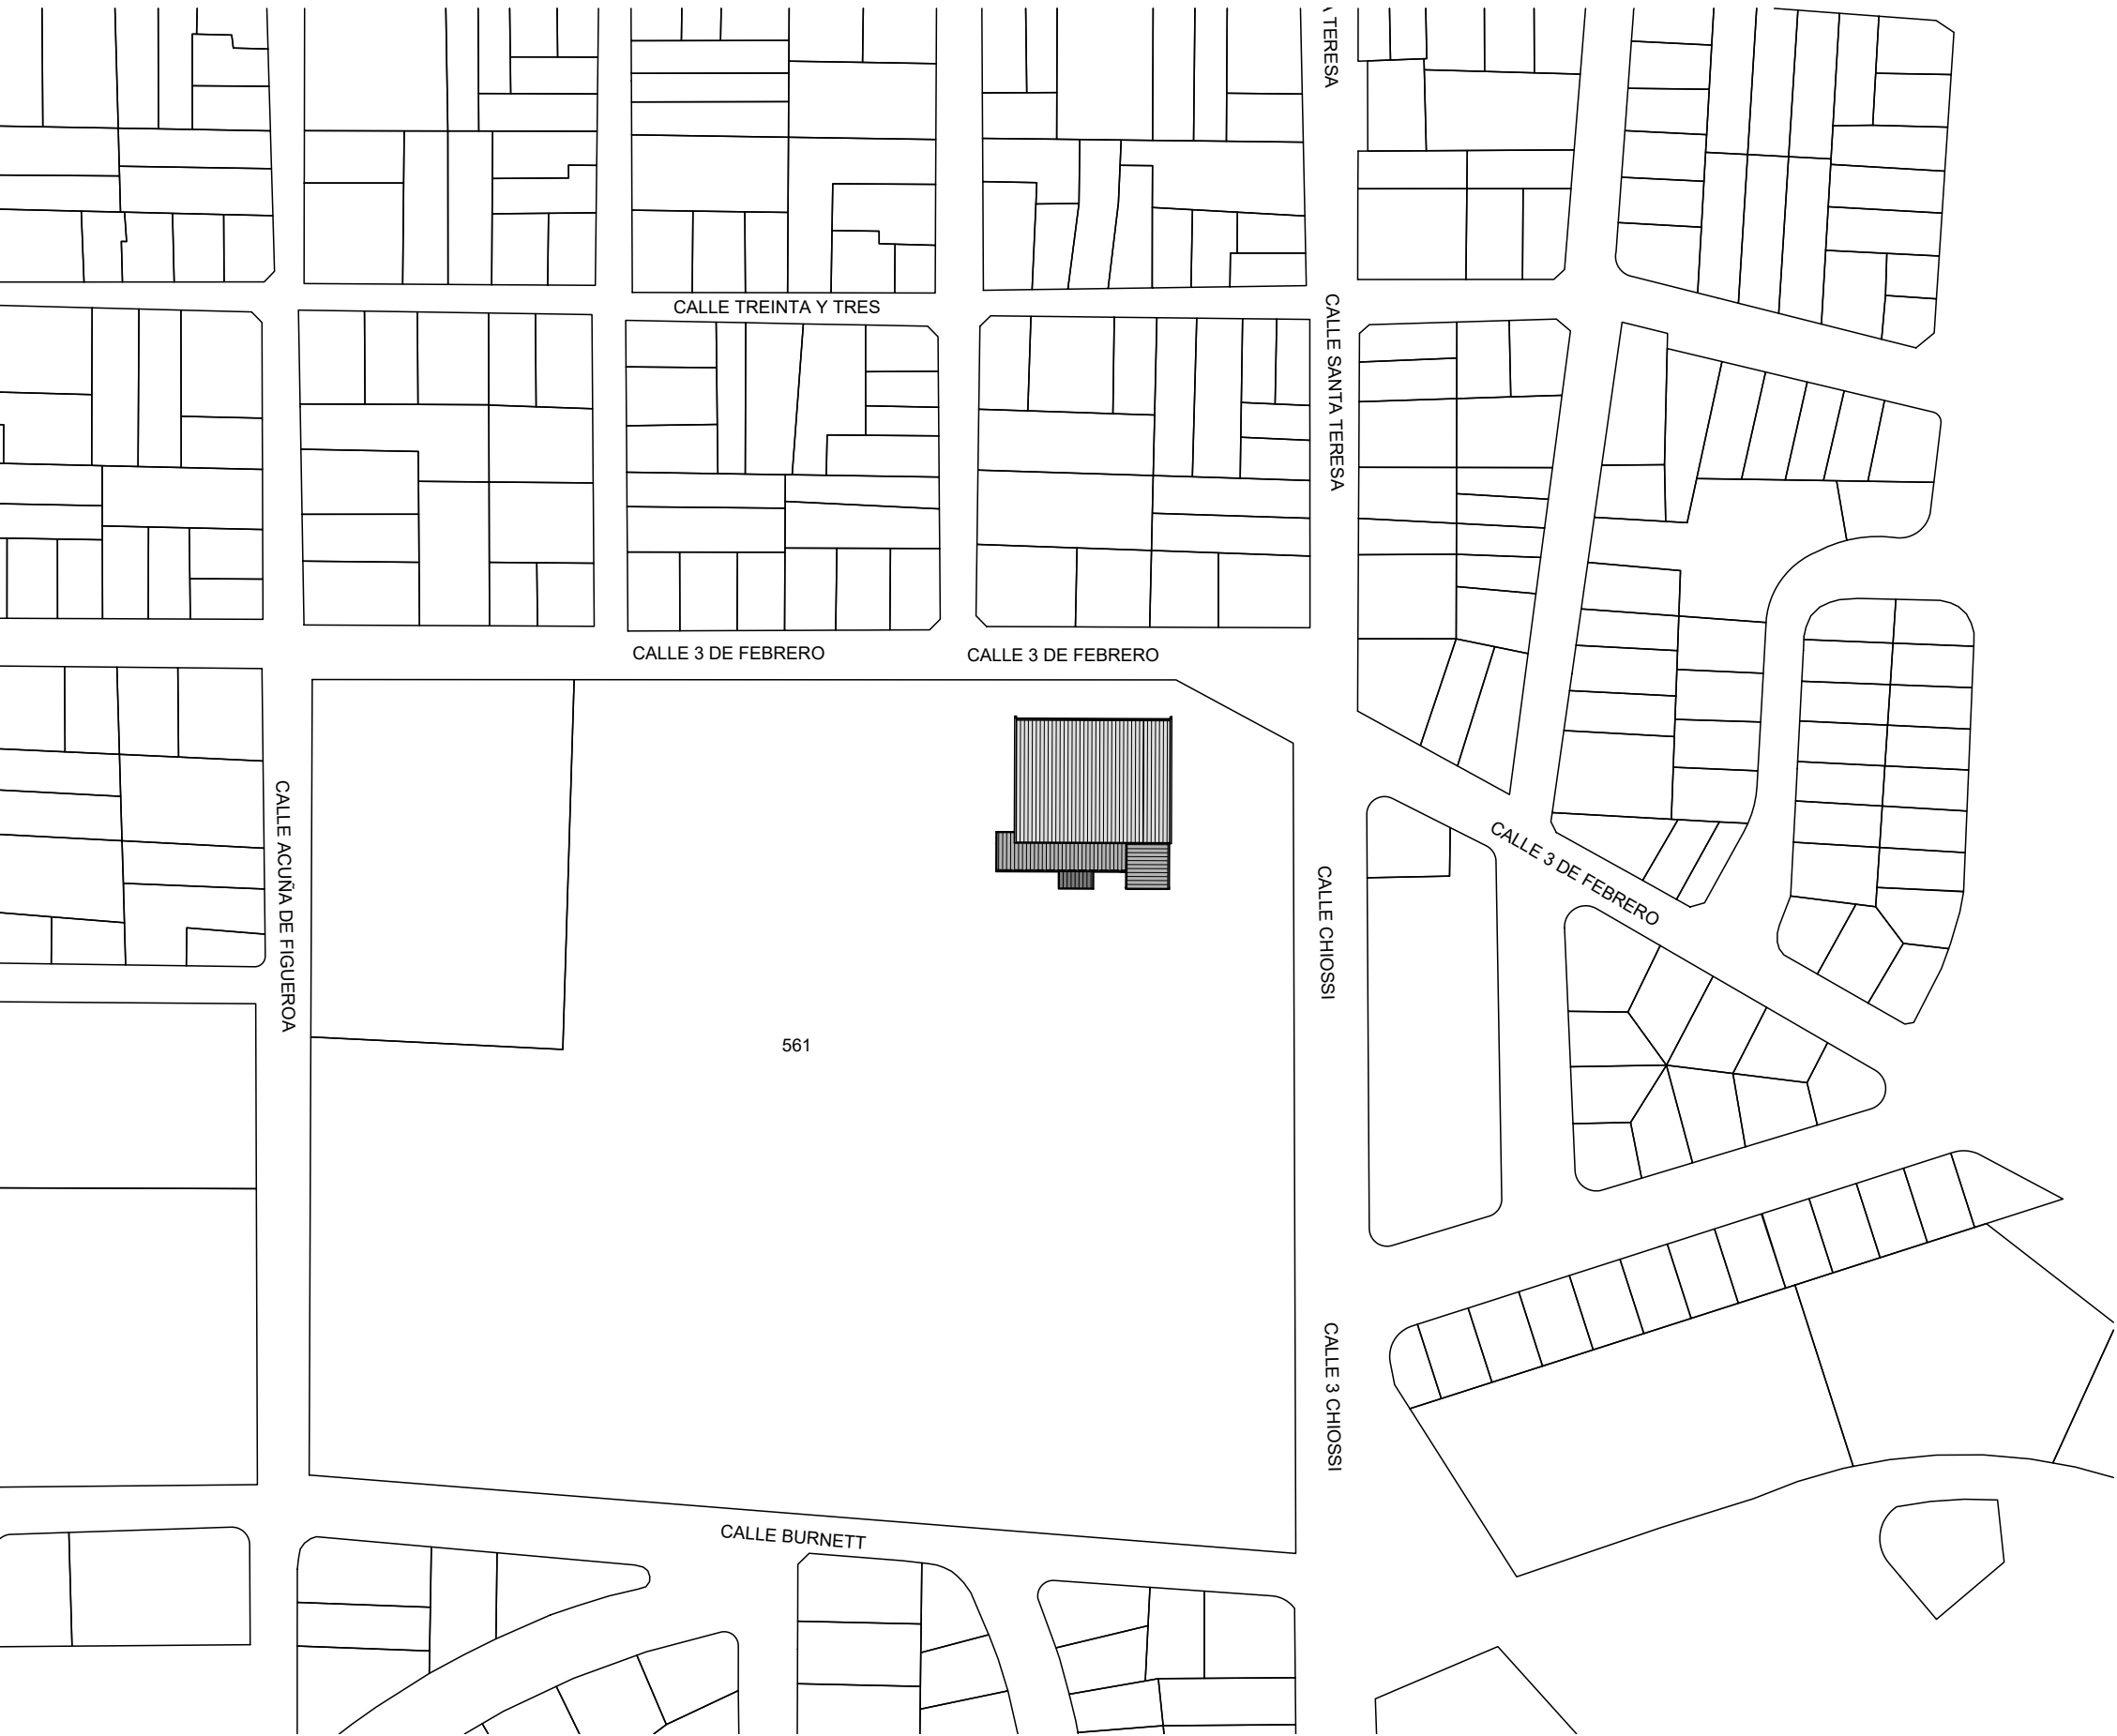 TERESA
CALLE TREINTA Y TRES
CALLE SANTA TERESA
CALLE 3 DE FEBRERO
CALLE 3 DE FEBRERO
CALLE ACUÑA DE FIGUEROA
CALLE CHIOSSI
CALLE 3 DE FEBRERO
561
CALLE 3 CHIOSSI
CALLE BURNETT